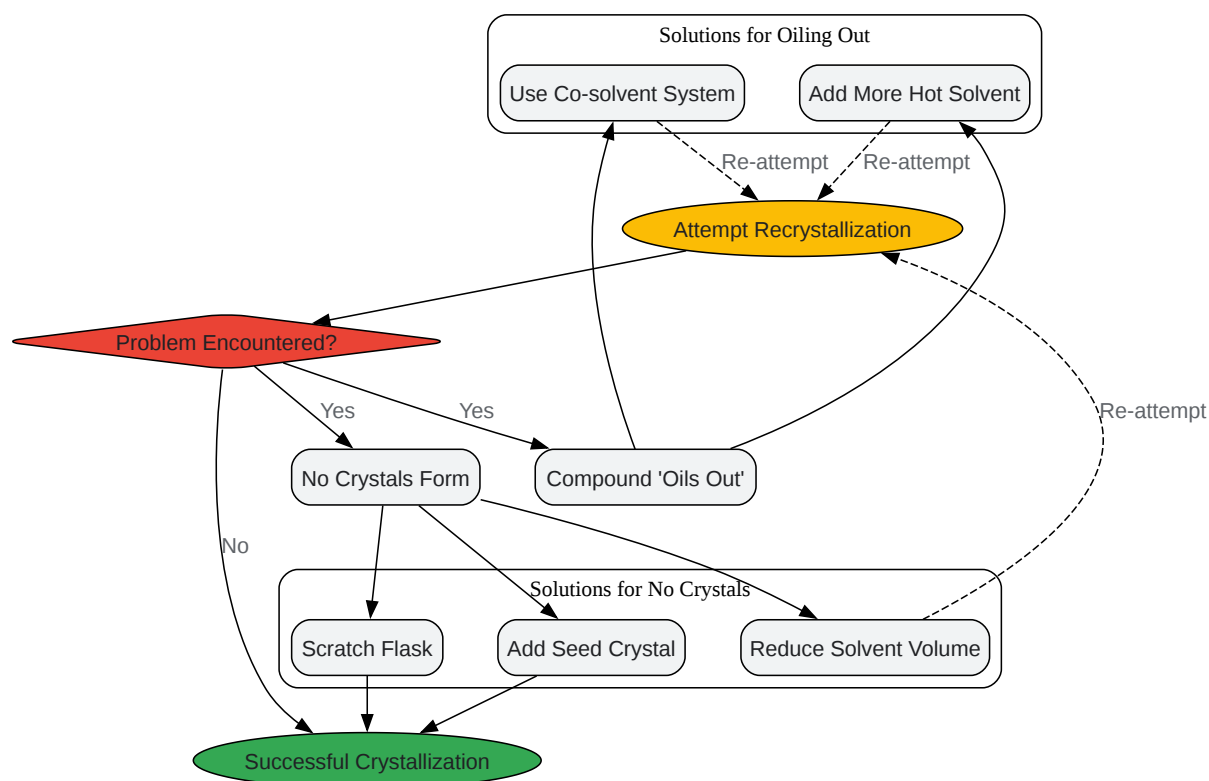 Solutions for Oiling Out
Use Co-solvent System
Add More Hot Solvent
Re-attempt
Re-attempt
Attempt Recrystallization
Problem Encountered?
Yes
Yes
Re-attempt
No Crystals Form
Compound 'Oils Out'
No
Solutions for No Crystals
Scratch Flask
Add Seed Crystal
Reduce Solvent Volume
Successful Crystallization